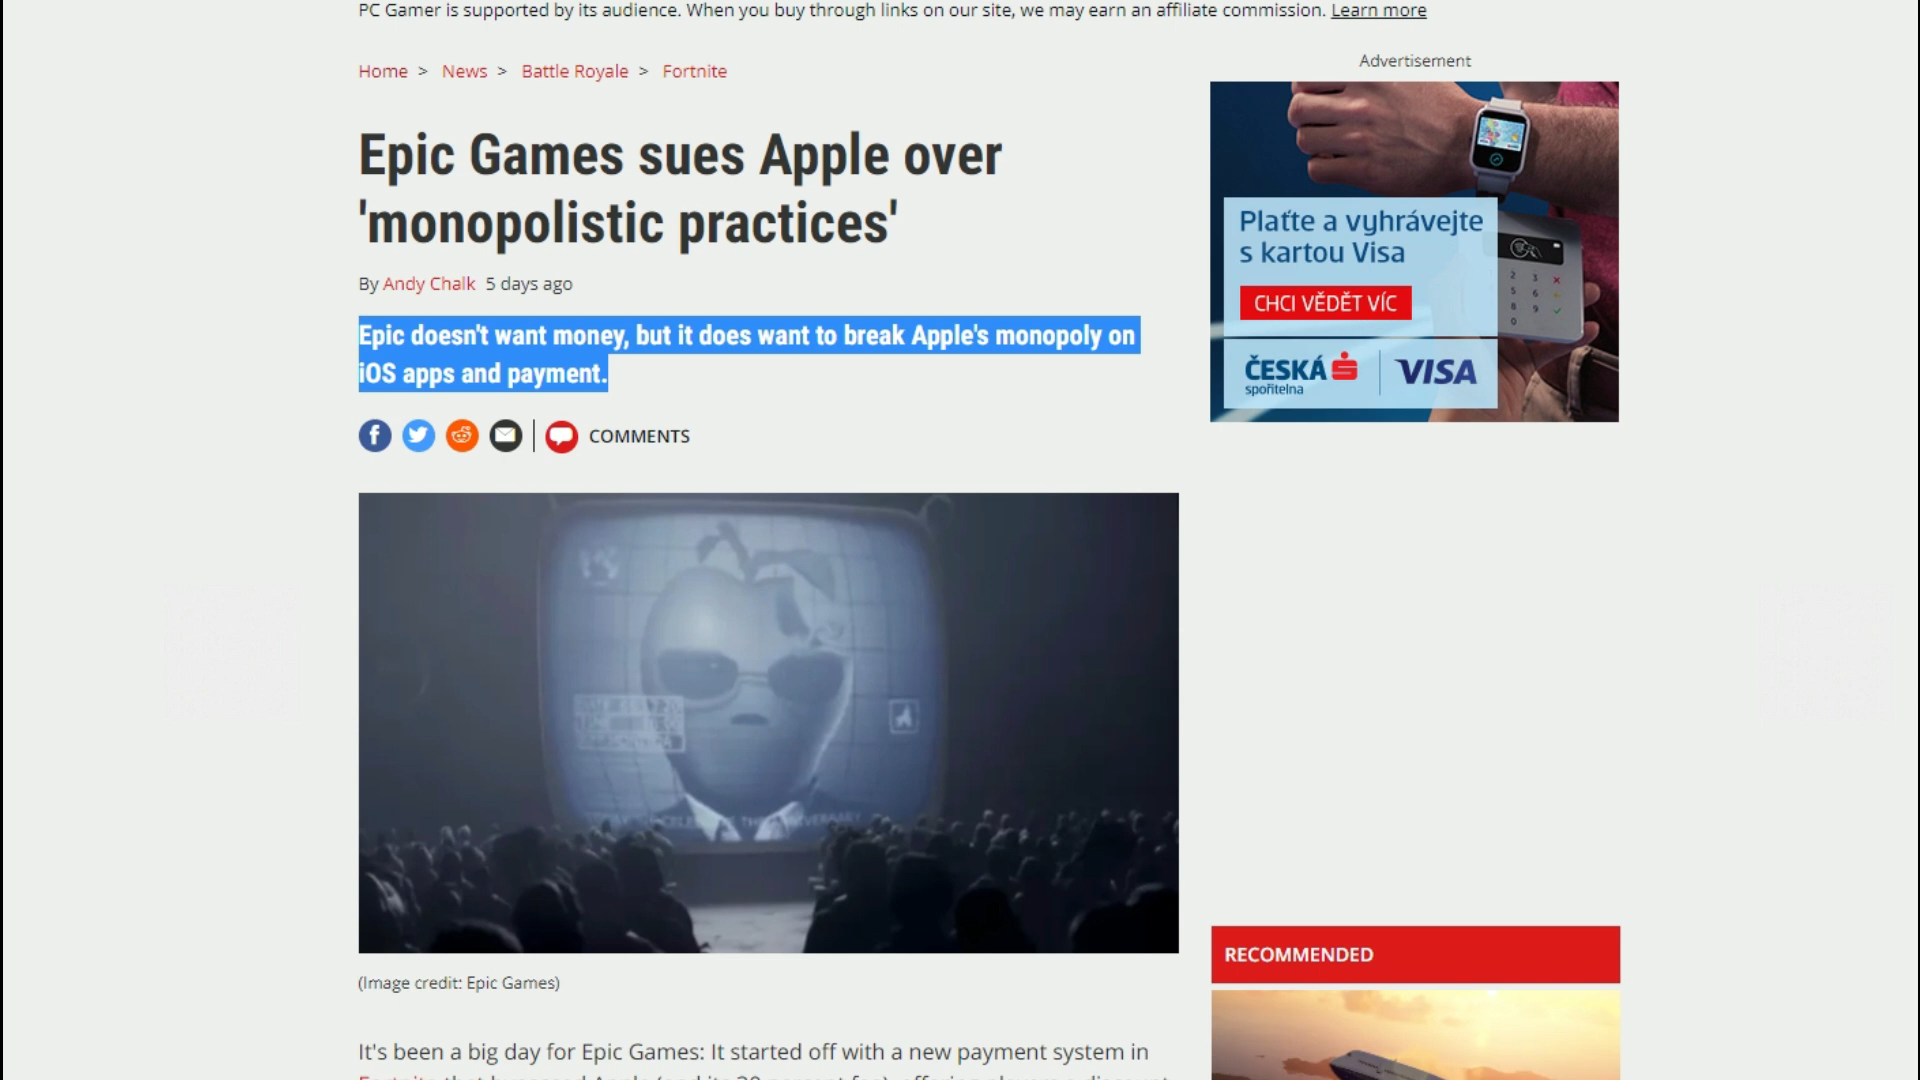 PC Gamer is supported by its audience. When you buy through links on our site, we may earn an affiliate commission. Learn more
Home > News > Battle Royale > Fortnite
Epic Games sues Apple over
'monopolistic practices'
By Andy Chalk 5 days ago
Epic doesn't want money, but it does want to break Apple's monopoly on
iOS apps and payment.
COMMENTS
(Image credit: Epic Games)
It's been a big day for Epic Games: It started off with a new payment system in
Advertisement
Plaťte a vyhrávejte
s kartou Visa
CHCI VĚDĚT VÍC
ČESKÁ
spořitelna
VISA
RECOMMENDED